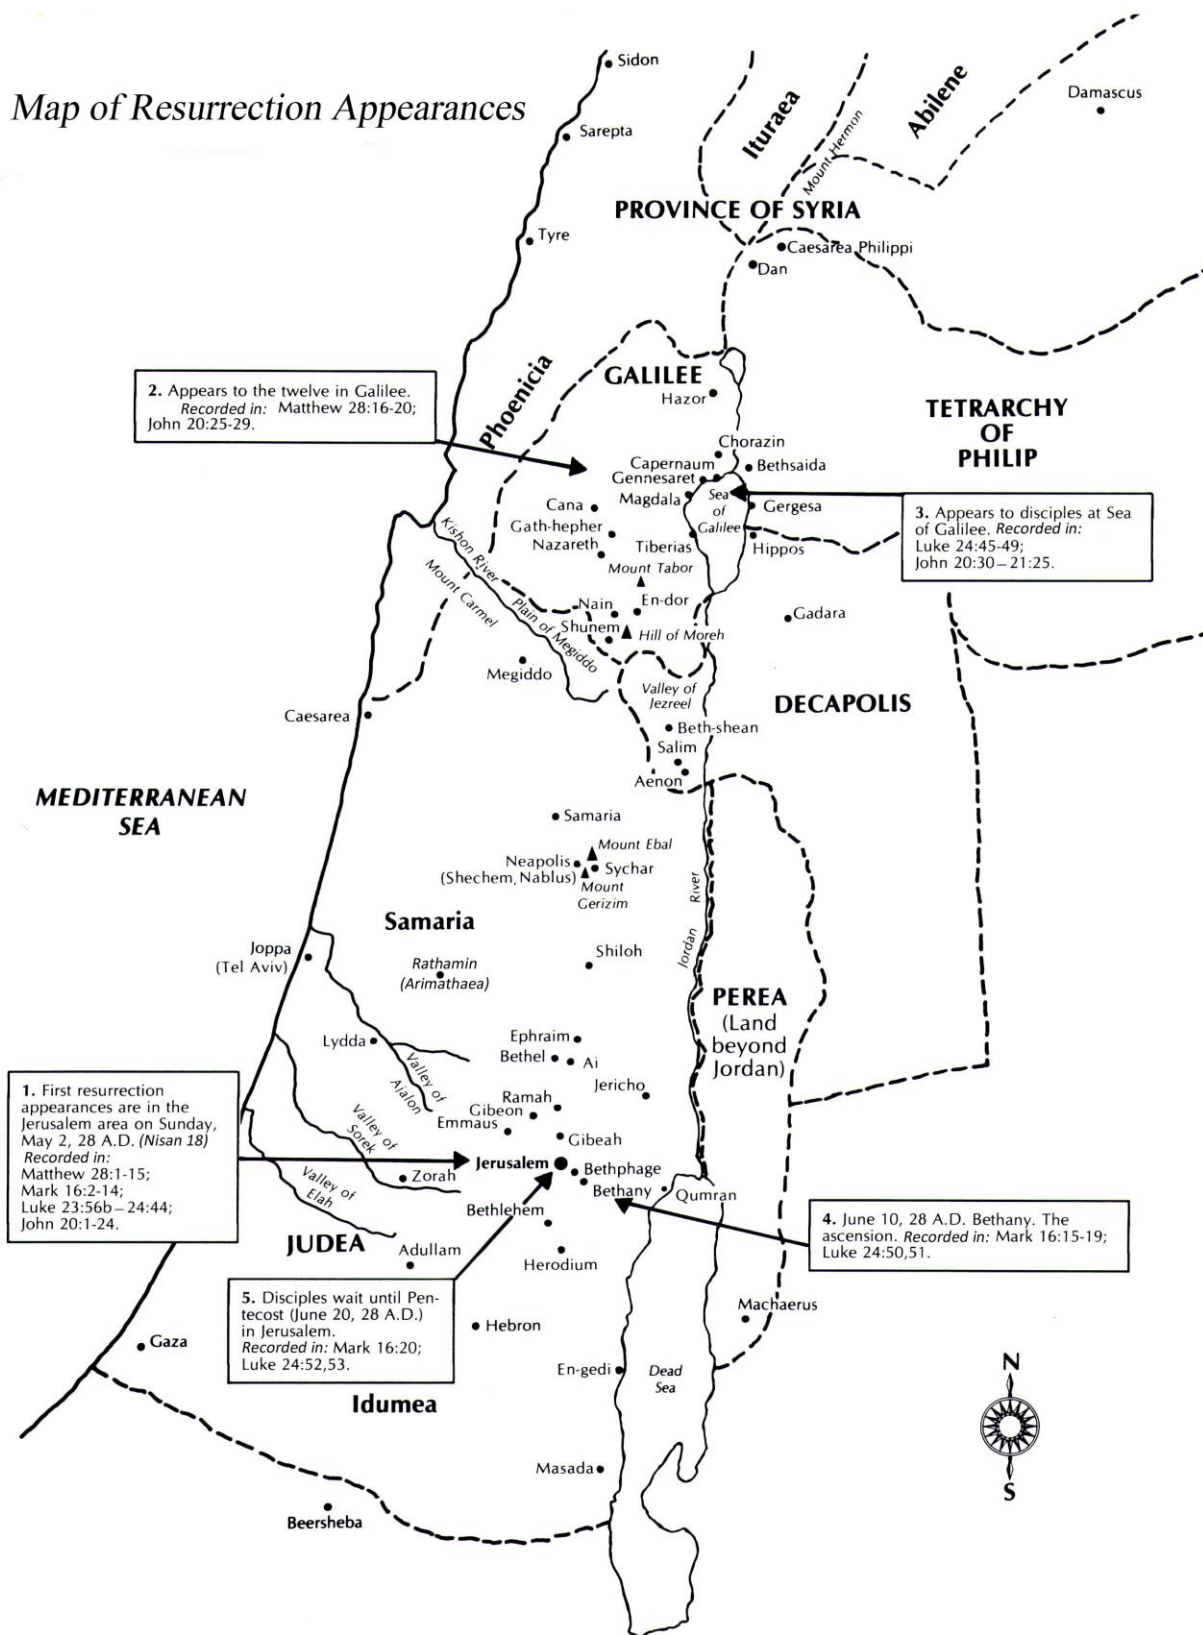 Map of Resurrection Appearances
Sidon
Sarepta
Tyre
Ituraea
Abilene
Mount Hermon
Damascus
PROVINCE OF SYRIA
Caesarea Philippi
Dan
Phoenicia
GALILEE
Hazor
2. Appears to the twelve in Galilee.
Recorded in: Matthew 28:16-20;
John 20:25-29.
TETRARCHY
OF
PHILIP
Chorazin
Capernaum
Bethsaida
Gennesaret
Magdala
Sea
of
Galilee
Gergesa
Cana
Gath-hepher
Nazareth
Tiberias
Hippos
3. Appears to disciples at Sea
of Galilee. Recorded in:
Luke 24:45-49;
John 20:30–21:25.
Kishon River
Mount Carmel
Plain of Megiddo
Mount Tabor
Nain
En-dor
Shunem
Hill of Moreh
Gadara
Megiddo
Valley of
Jezreel
DECAPOLIS
Caesarea
Beth-shean
Salim
Aenon
MEDITERRANEAN
SEA
Samaria
Mount Ebal
Neapolis
(Shechem, Nablus)
Sychar
Mount
Gerizim
Jordan River
Samaria
Joppa
(Tel Aviv)
Rathamin
(Arimathaea)
Shiloh
PEREA
(Land
beyond
Jordan)
Lydda
Valley of
Aialon
Ephraim
Bethel
Ai
Jericho
1. First resurrection
appearances are in the
Jerusalem area on Sunday,
May 2, 28 A.D. (Nisan 18)
Recorded in:
Matthew 28:1-15;
Mark 16:2-14;
Luke 23:56b–24:44;
John 20:1-24.
Ramah
Gibeon
Emmaus
Gibeah
Valley of
Sorek
Jerusalem
Bethphage
Bethany
Zorah
Valley of
Elah
Qumran
Bethlehem
JUDEA
Adullam
Herodium
4. June 10, 28 A.D. Bethany. The
ascension. Recorded in: Mark 16:15-19;
Luke 24:50,51.
5. Disciples wait until Pen-
tecost (June 20, 28 A.D.)
in Jerusalem.
Recorded in: Mark 16:20;
Luke 24:52,53.
Machaerus
Hebron
Gaza
En-gedi
Dead
Sea
Idumea
N
S
Masada
Beersheba